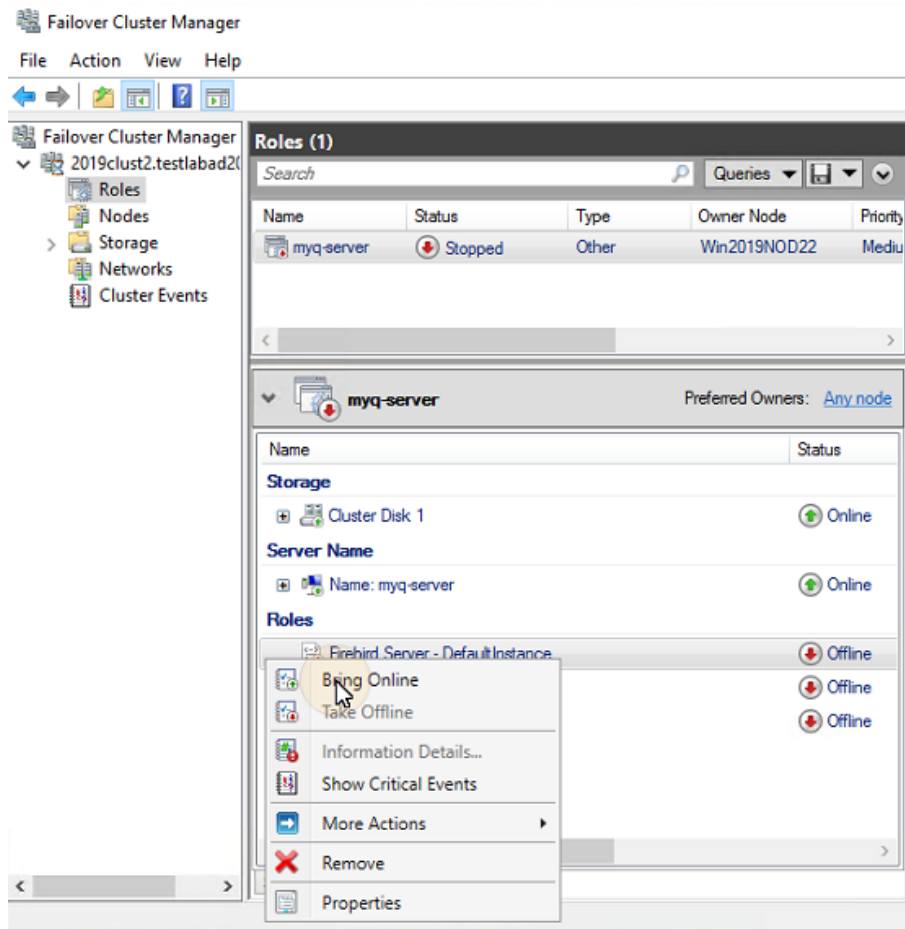 Failover Cluster Manager
File Action View Help
Failover Cluster Manager
2019clust2.testlabad20
Roles
Nodes
Storage
Networks
Cluster Events
Roles (1)
Search
Queries
Name Status Type Owner Node Priority
myq-server Stopped Other Win2019NOD22 Mediu
myq-server Preferred Owners: Any node
Name Status
Storage
Cluster Disk 1 Online
Server Name
Name: myq-server Online
Roles
Firebird Server - DefaultInstance Offline
Offline
Offline
Bring Online
Take Offline
Information Details...
Show Critical Events
More Actions
Remove
Properties